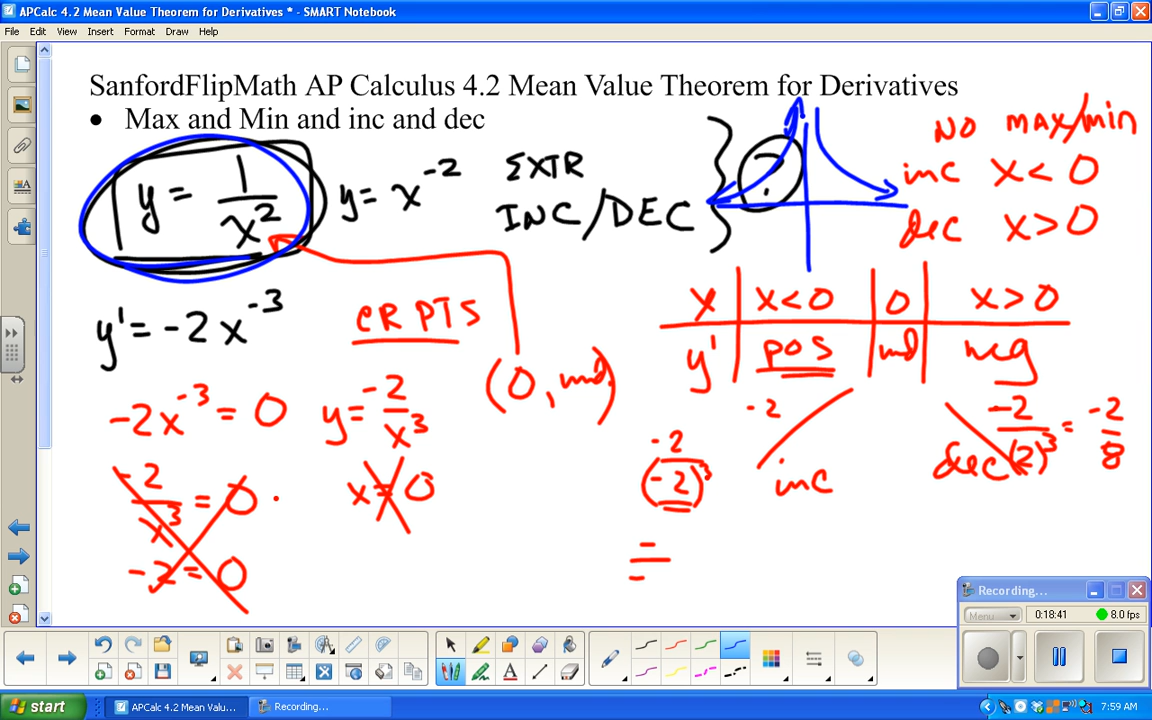 APCalc 4.2 Mean Value Theorem for Derivatives * - SMART Notebook
File Edit View Insert Format Draw Help
SanfordFlipMath AP Calculus 4.2 Mean Value Theorem for Derivatives
• Max and Min and inc and dec
y = 1/x²
y = x⁻²
EXTR
INC/DEC
?
NO max/min
inc x < 0
dec x > 0
y' = -2x⁻³
CR PTS
(0, und)
x | x<0 | 0 | x>0
y' | pos | und | neg
-2x⁻³ = 0
y = -2/x³
-2/x³ = 0
x = 0
-2 = 0
-2
-2/(-2)³
inc
dec
-2/(2)³ = -2/8
= -/-
Recording...
Menu
0:18:41
8.0 fps
start
APCalc 4.2 Mean Valu...
Recording...
7:59 AM